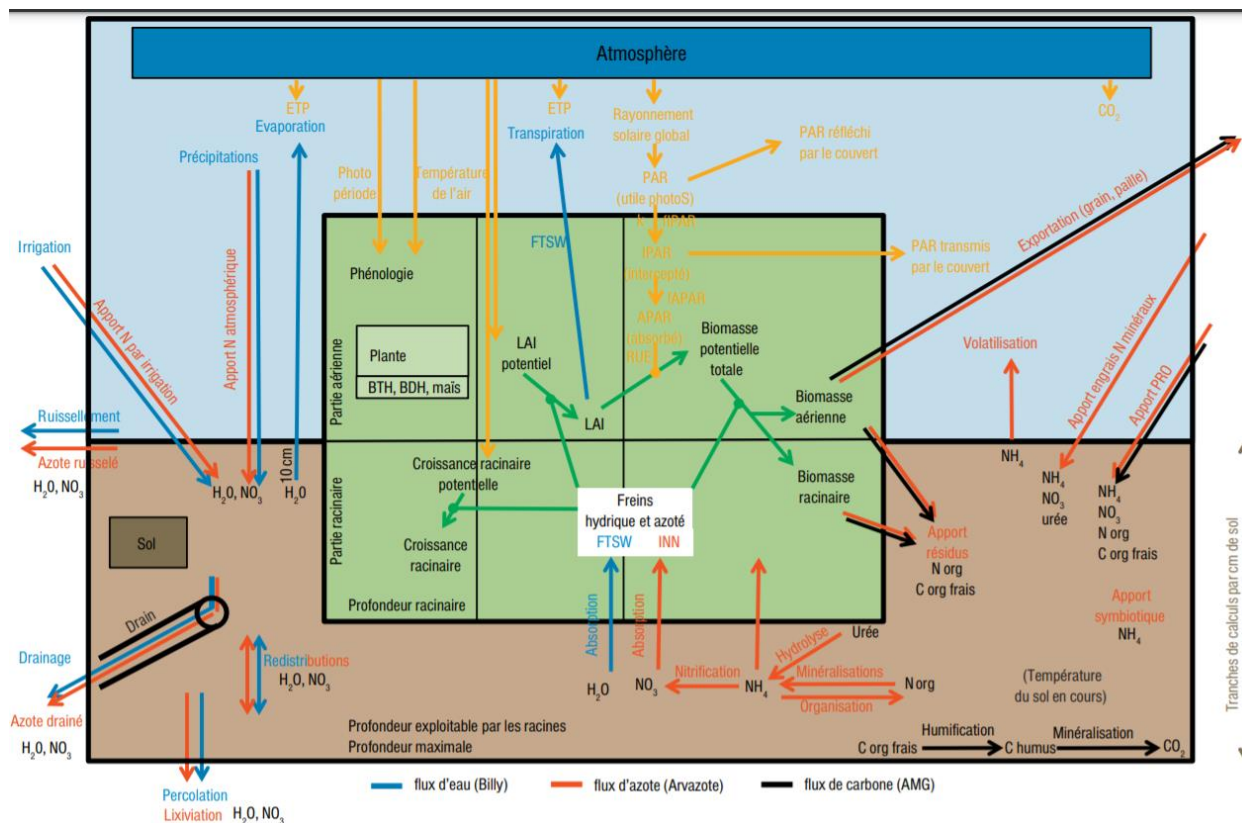 Atmosphère
ETP
ETP
CO2
Evaporation
Transpiration
Rayonnement
solaire global
PAR réfléchi
par le couvert
Précipitations
Photo
période
Température
de l'air
PAR
(utile photoS)
k fIPAR
Irrigation
FTSW
IPAR
(intercepté)
PAR transmis
par le couvert
Exportation (grain, paille)
Phénologie
fAPAR
APAR
(absorbé)
RUE
Apport N par irrigation
Apport N atmosphérique
Partie aérienne
Plante
BTH, BDH, maïs
LAI
potentiel
LAI
Biomasse
potentielle
totale
Biomasse
aérienne
Volatilisation
Apport engrais N minéraux
Apport PRO
Ruissellement
Azote ruisselé
H2O, NO3
H2O, NO3
H2O
10 cm
Partie racinaire
Croissance racinaire
potentielle
Croissance
racinaire
Profondeur racinaire
Freins
hydrique et azoté
FTSW INN
Biomasse
racinaire
NH4
NH4
NO3
urée
NH4
NO3
N org
C org frais
Apport
résidus
N org
C org frais
Apport
symbiotique
NH4
Tranches de calculs par cm de sol
Sol
Drain
Drainage
Azote drainé
H2O, NO3
Redistributions
H2O, NO3
Absorption
Absorption
Urée
Hydrolyse
H2O
NO3
Nitrification
NH4
Minéralisations
Organisation
N org
(Température
du sol en cours)
Profondeur exploitable par les racines
Profondeur maximale
C org frais
Humification
C humus
Minéralisation
CO2
Percolation
Lixiviation
H2O, NO3
flux d'eau (Billy)
flux d'azote (Arvazote)
flux de carbone (AMG)